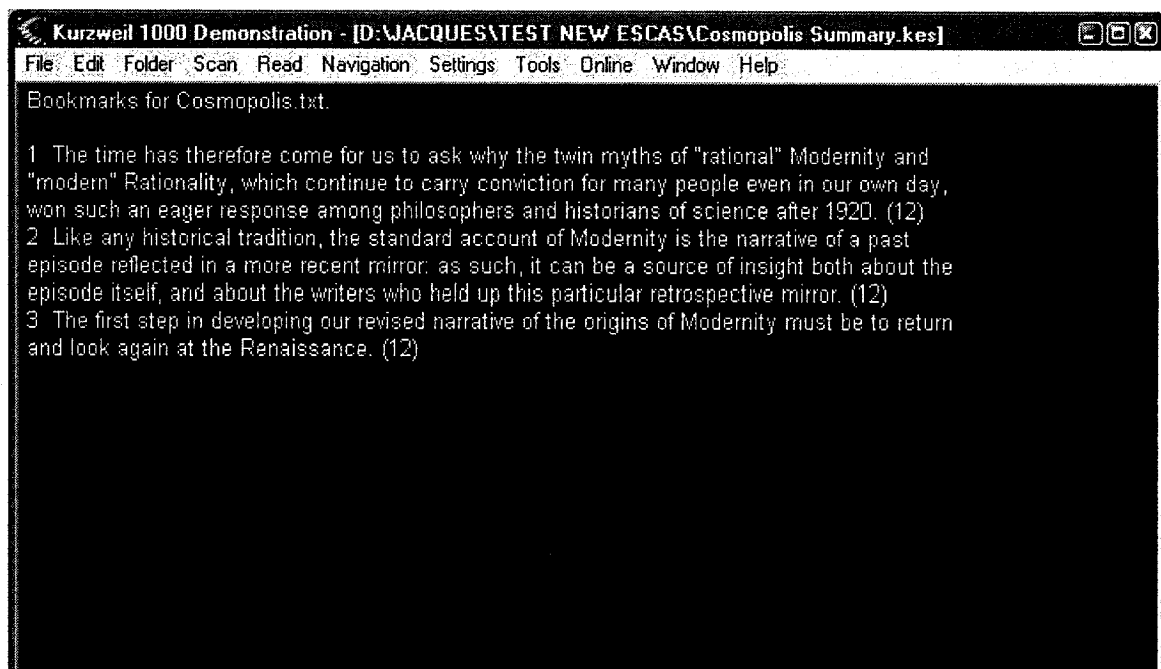 Kurzweil 1000 Demonstration - [D:\JACQUES\TEST NEW ESCAS\Cosmopolis Summary.kes]
File Edit Folder Scan Read Navigation Settings Tools Online Window Help
Bookmarks for Cosmopolis.txt.
1 The time has therefore come for us to ask why the twin myths of "rational" Modernity and
"modern" Rationality, which continue to carry conviction for many people even in our own day,
won such an eager response among philosophers and historians of science after 1920. (12)
2 Like any historical tradition, the standard account of Modernity is the narrative of a past
episode reflected in a more recent mirror: as such, it can be a source of insight both about the
episode itself, and about the writers who held up this particular retrospective mirror. (12)
3 The first step in developing our revised narrative of the origins of Modernity must be to return
and look again at the Renaissance. (12)